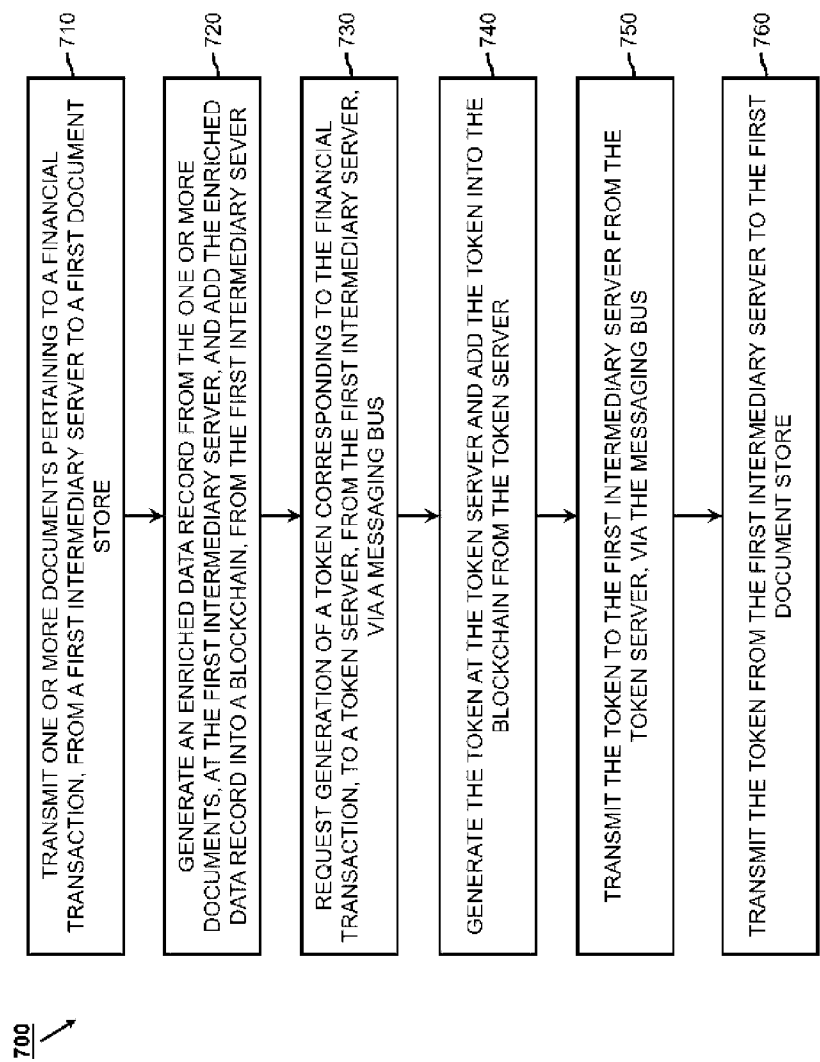 700
TRANSMIT ONE OR MORE DOCUMENTS PERTAINING TO A FINANCIAL
TRANSACTION, FROM A FIRST INTERMEDIARY SERVER TO A FIRST DOCUMENT
STORE
710
GENERATE AN ENRICHED DATA RECORD FROM THE ONE OR MORE
DOCUMENTS, AT THE FIRST INTERMEDIARY SERVER, AND ADD THE ENRICHED
DATA RECORD INTO A BLOCKCHAIN, FROM THE FIRST INTERMEDIARY SEVER
720
REQUEST GENERATION OF A TOKEN CORRESPONDING TO THE FINANCIAL
TRANSACTION, TO A TOKEN SERVER, FROM THE FIRST INTERMEDIARY SERVER,
VIA A MESSAGING BUS
730
GENERATE THE TOKEN AT THE TOKEN SERVER AND ADD THE TOKEN INTO THE
BLOCKCHAIN FROM THE TOKEN SERVER
740
TRANSMIT THE TOKEN TO THE FIRST INTERMEDIARY SERVER FROM THE
TOKEN SERVER, VIA THE MESSAGING BUS
750
TRANSMIT THE TOKEN FROM THE FIRST INTERMEDIARY SERVER TO THE FIRST
DOCUMENT STORE
760